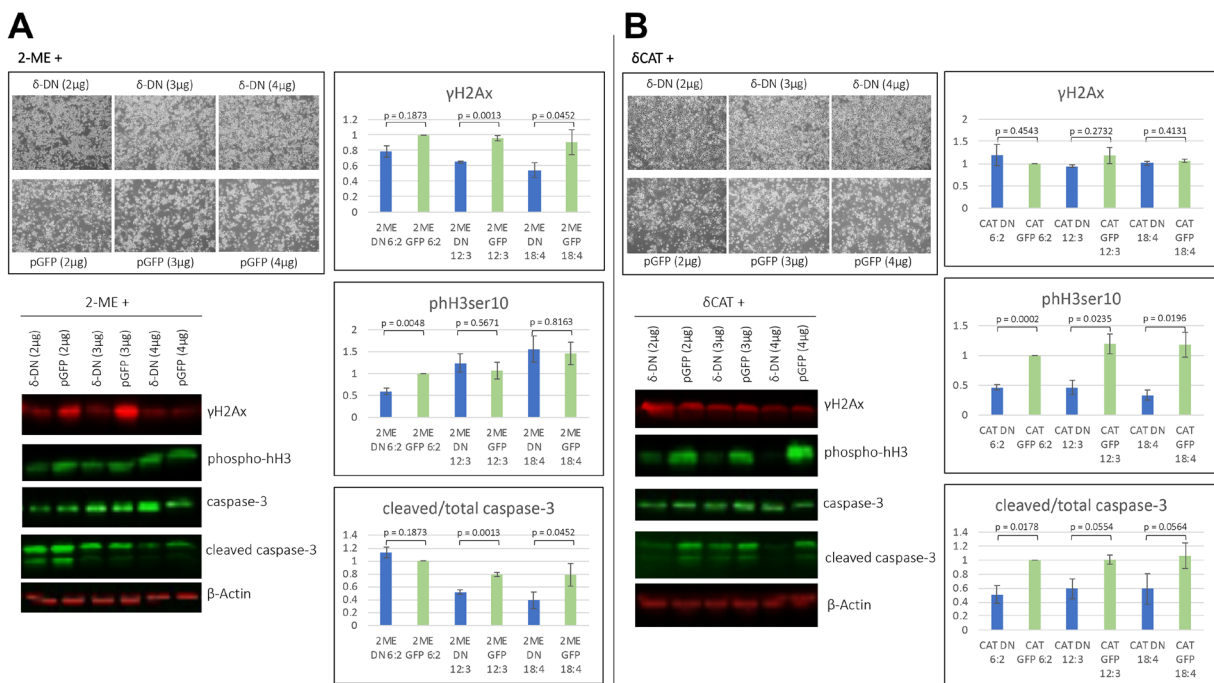 A
2-ME +
δ-DN (2µg) δ-DN (3µg) δ-DN (4µg)
pGFP (2µg) pGFP (3µg) pGFP (4µg)
2-ME +
δ-DN (2µg) pGFP (2µg) δ-DN (3µg) pGFP (3µg) δ-DN (4µg) pGFP (4µg)
γH2Ax
phospho-hH3
caspase-3
cleaved caspase-3
β-Actin
γH2Ax
p = 0.1873 p = 0.0013 p = 0.0452
1.2
1
0.8
0.6
0.4
0.2
0
2ME 2ME 2ME 2ME 2ME 2ME
DN 6:2 GFP 6:2 DN GFP DN GFP
12:3 12:3 18:4 18:4
phH3ser10
p = 0.0048 p = 0.5671 p = 0.8163
2
1.5
1
0.5
0
2ME 2ME 2ME 2ME 2ME 2ME
DN 6:2 GFP 6:2 DN GFP DN GFP
12:3 12:3 18:4 18:4
cleaved/total caspase-3
p = 0.1873 p = 0.0013 p = 0.0452
1.4
1.2
1
0.8
0.6
0.4
0.2
0
2ME 2ME 2ME 2ME 2ME 2ME
DN 6:2 GFP 6:2 DN GFP DN GFP
12:3 12:3 18:4 18:4
B
δCAT +
δ-DN (2µg) δ-DN (3µg) δ-DN (4µg)
pGFP (2µg) pGFP (3µg) pGFP (4µg)
δCAT +
δ-DN (2µg) pGFP (2µg) δ-DN (3µg) pGFP (3µg) δ-DN (4µg) pGFP (4µg)
γH2Ax
phospho-hH3
caspase-3
cleaved caspase-3
β-Actin
γH2Ax
p = 0.4543 p = 0.2732 p = 0.4131
2
1.5
1
0.5
0
CAT DN CAT CAT DN CAT CAT DN CAT
6:2 GFP 6:2 12:3 GFP 18:4 GFP
12:3 18:4
phH3ser10
p = 0.0002 p = 0.0235 p = 0.0196
1.5
1
0.5
0
CAT DN CAT CAT DN CAT CAT DN CAT
6:2 GFP 6:2 12:3 GFP 18:4 GFP
12:3 18:4
cleaved/total caspase-3
p = 0.0178 p = 0.0554 p = 0.0564
1.4
1.2
1
0.8
0.6
0.4
0.2
0
CAT DN CAT CAT DN CAT CAT DN CAT
6:2 GFP 6:2 12:3 GFP 18:4 GFP
12:3 18:4